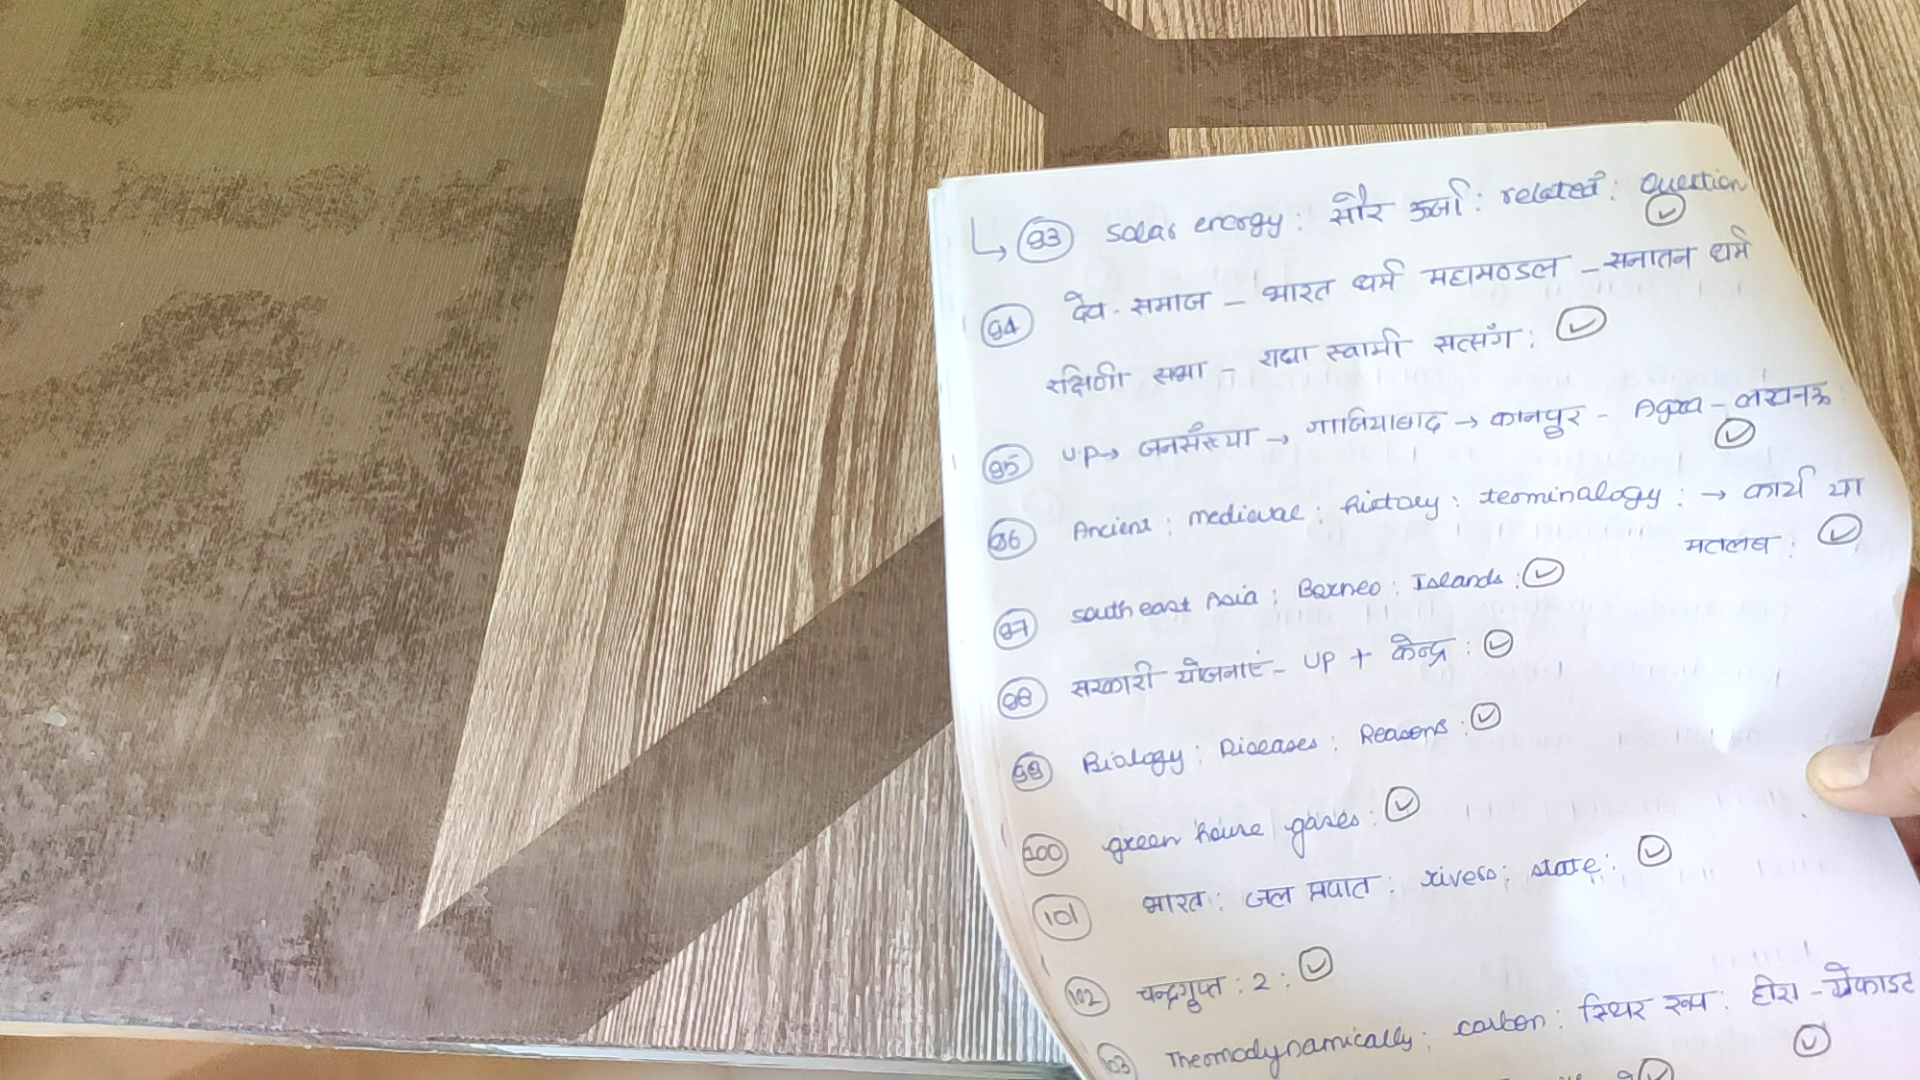 93 Solar energy: सौर ऊर्जा: related: Question
94 देव-समाज - भारत धर्म महामण्डल - सनातन धर्म
रक्षिणी सभा - राधा स्वामी सत्संग:
95 UP→ जनसंख्या → गाजियाबाद → कानपुर - Agra - लखनऊ
96 Ancient: medieval: history: terminalogy: → कार्य या
मतलब:
97 south east Asia: Borneo: Islands:
98 सरकारी योजनाएं - UP + केन्द्र:
99 Biology: Diseases: Reasons:
100 green house gases:
101 भारत: जल प्रपात: rivers: state:
102 चन्द्रगुप्त: 2:
103 Thermodynamically: carbon: स्थिर रूप: हीरा - ग्रेफाइट